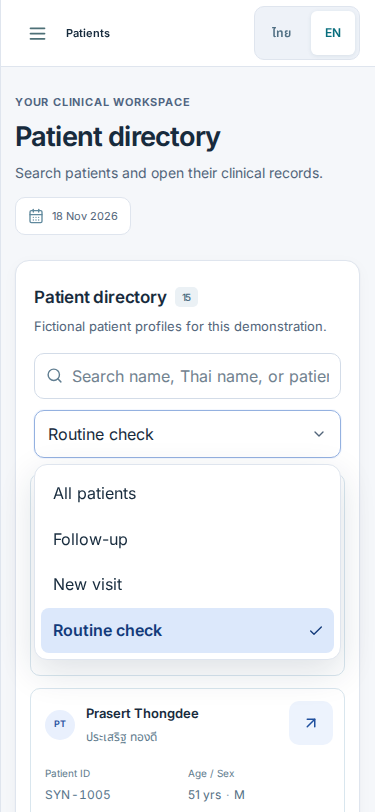 Patients
ไทย
EN
YOUR CLINICAL WORKSPACE
Patient directory
Search patients and open their clinical records.
18 Nov 2026
Patient directory
15
Fictional patient profiles for this demonstration.
Search name, Thai name, or patien
Routine check
All patients
Follow-up
New visit
Routine check
PT
Prasert Thongdee
ประเสริฐ ทองดี
Patient ID
Age / Sex
SYN-1005
51 yrs · M